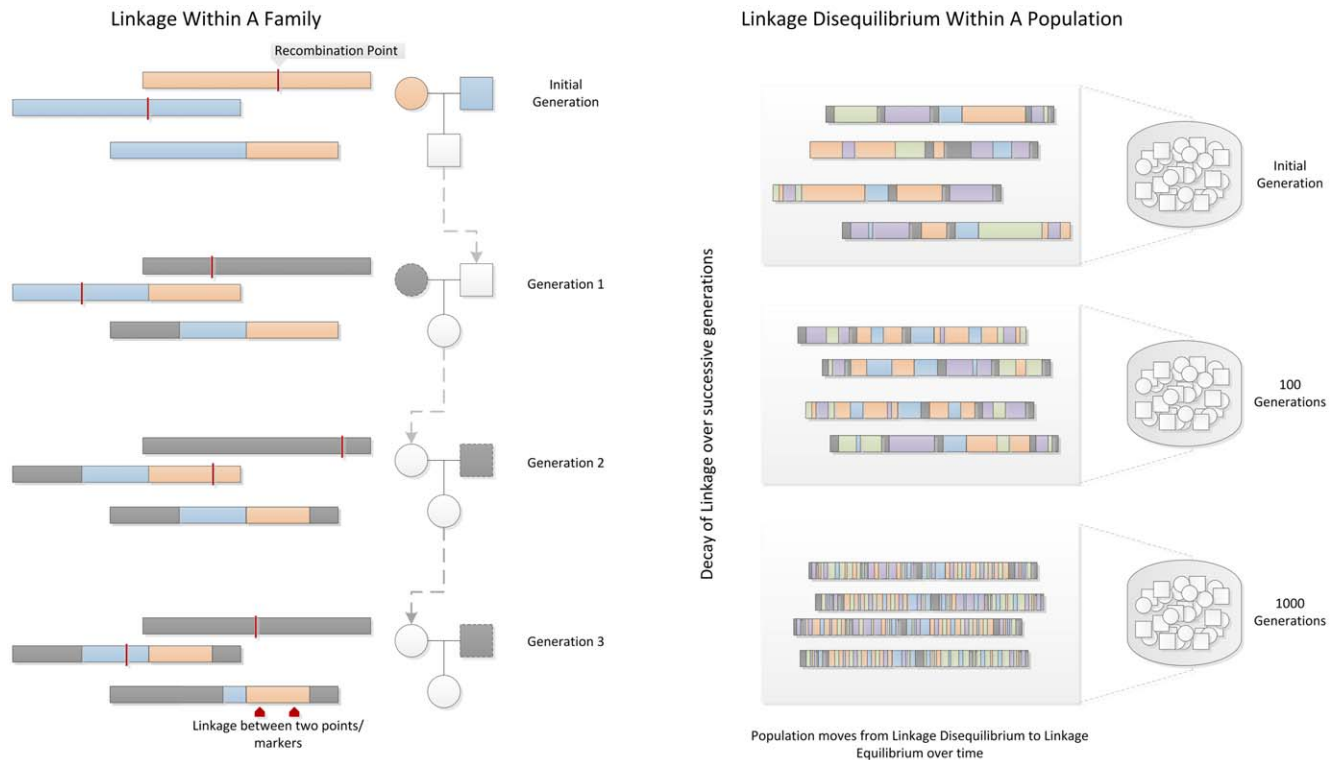 Linkage Within A Family
Recombination Point
Initial
Generation
Generation 1
Generation 2
Generation 3
Linkage between two points/
markers
Linkage Disequilibrium Within A Population
Decay of Linkage over successive generations
Initial
Generation
100
Generations
1000
Generations
Population moves from Linkage Disequilibrium to Linkage
Equilibrium over time